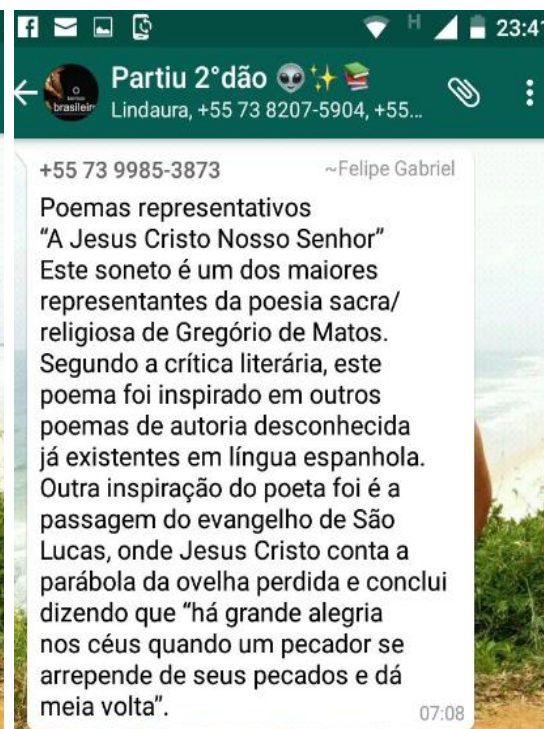 H 23:41
Partiu 2°dão 👽✨📚
Lindaura, +55 73 8207-5904, +55...
brasileir
+55 73 9985-3873 ~Felipe Gabriel
Poemas representativos
“A Jesus Cristo Nosso Senhor”
Este soneto é um dos maiores
representantes da poesia sacra/
religiosa de Gregório de Matos.
Segundo a crítica literária, este
poema foi inspirado em outros
poemas de autoria desconhecida
já existentes em língua espanhola.
Outra inspiração do poeta foi é a
passagem do evangelho de São
Lucas, onde Jesus Cristo conta a
parábola da ovelha perdida e conclui
dizendo que “há grande alegria
nos céus quando um pecador se
arrepende de seus pecados e dá
meia volta”.
07:08